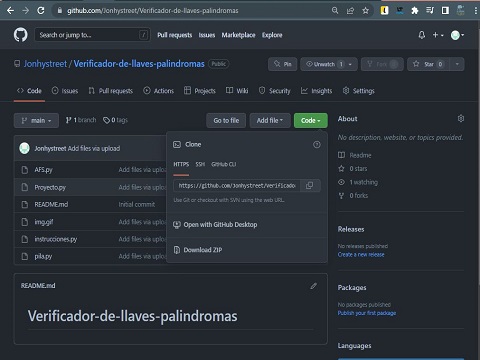 github.com/Jonhystreet/Verificador-de-llaves-palindromas
Search or jump to... / Pull requests Issues Marketplace Explore
Jonhystreet / Verificador-de-llaves-palindromas Public
Pin Unwatch 1 Fork Star 0
Code Issues Pull requests Actions Projects Wiki Security Insights Settings
main 1 branch 0 tags Go to file Add file Code
About
No description, website, or topics provided.
Readme
0 stars
1 watching
0 forks
Jonhystreet Add files via upload
AFS.py Add files via uploa
Proyecto.py Add files via uploa
README.md Initial commit
img.gif Add files via uploa
instrucciones.py Add files via uploa
pila.py Add files via uploa
Clone
HTTPS SSH GitHub CLI
https://github.com/Jonhystreet/Verificado
Use Git or checkout with SVN using the web URL.
Open with GitHub Desktop
Download ZIP
Releases
No releases published
Create a new release
README.md
Verificador-de-llaves-palindromas
Packages
No packages published
Publish your first package
Languages